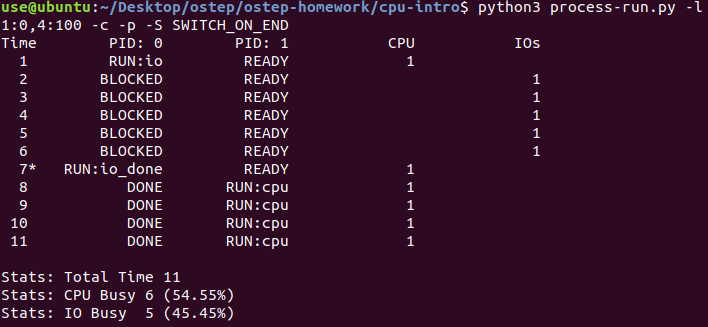 use@ubuntu:~/Desktop/ostep/ostep-homework/cpu-intro$ python3 process-run.py -l
1:0,4:100 -c -p -S SWITCH_ON_END
Time        PID: 0        PID: 1           CPU           IOs
  1         RUN:io         READY             1
  2        BLOCKED         READY                           1
  3        BLOCKED         READY                           1
  4        BLOCKED         READY                           1
  5        BLOCKED         READY                           1
  6        BLOCKED         READY                           1
  7*   RUN:io_done         READY             1
  8           DONE       RUN:cpu             1
  9           DONE       RUN:cpu             1
 10           DONE       RUN:cpu             1
 11           DONE       RUN:cpu             1
Stats: Total Time 11
Stats: CPU Busy 6 (54.55%)
Stats: IO Busy  5 (45.45%)